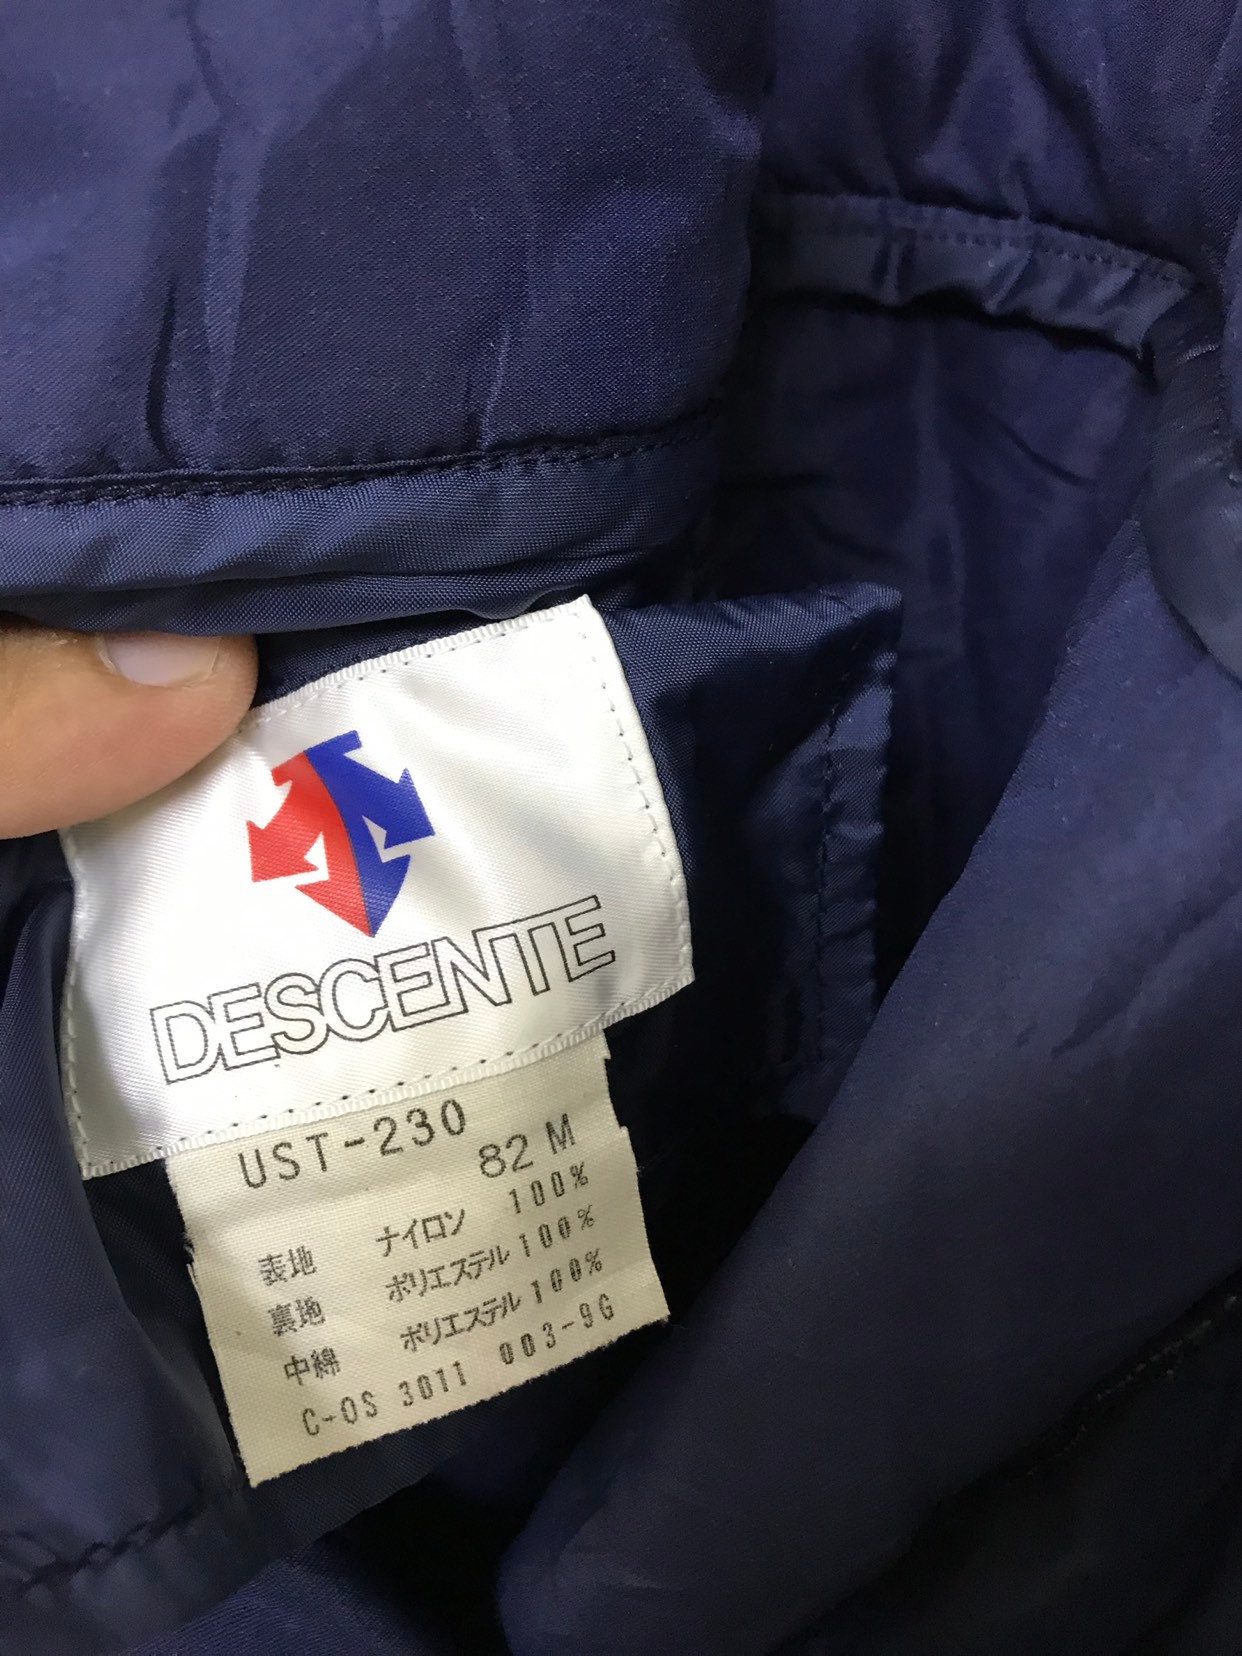 DESCENTE
UST-230
82 M
表地 ナイロン 100%
裏地 ポリエステル 100%
中綿 ポリエステル 100%
C-OS 3011 003-9G